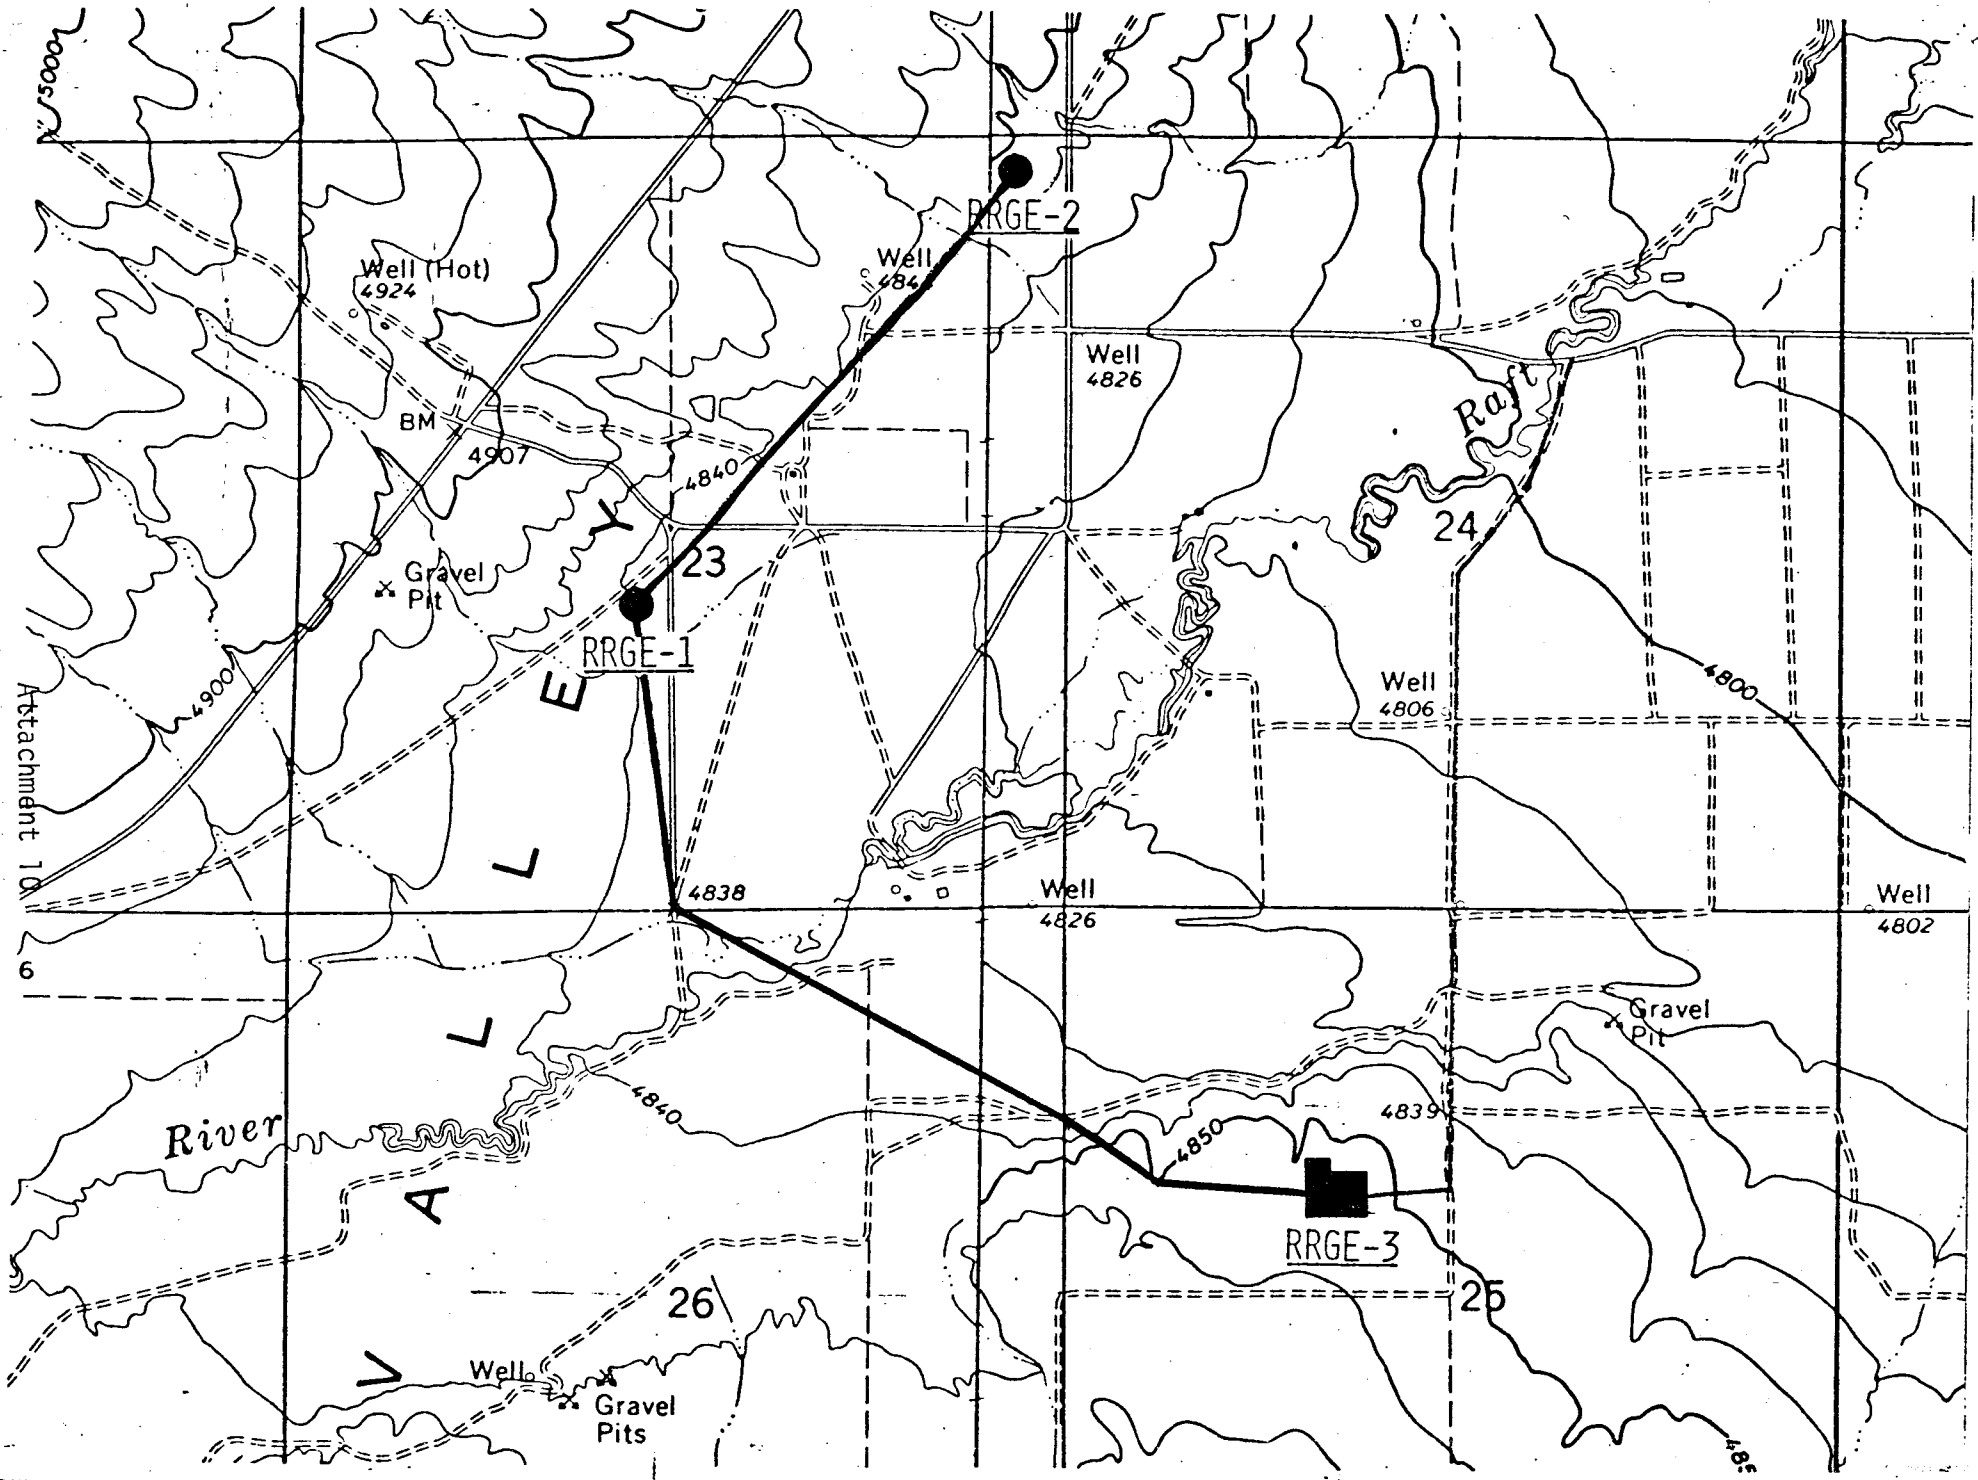 5000
RRGE-2
Well (Hot)
4924
Well
484
Well
4826
Raft
BM
4907
4840
Y
24
23
Gravel
Pit
RRGE-1
E
4900
Well
4806
4800
Attachment 10
L
4838
Well
4826
Well
4802
6
L
Gravel
Pit
4840
4839
River
4850
A
RRGE-3
26
25
V
Well
Gravel
Pits